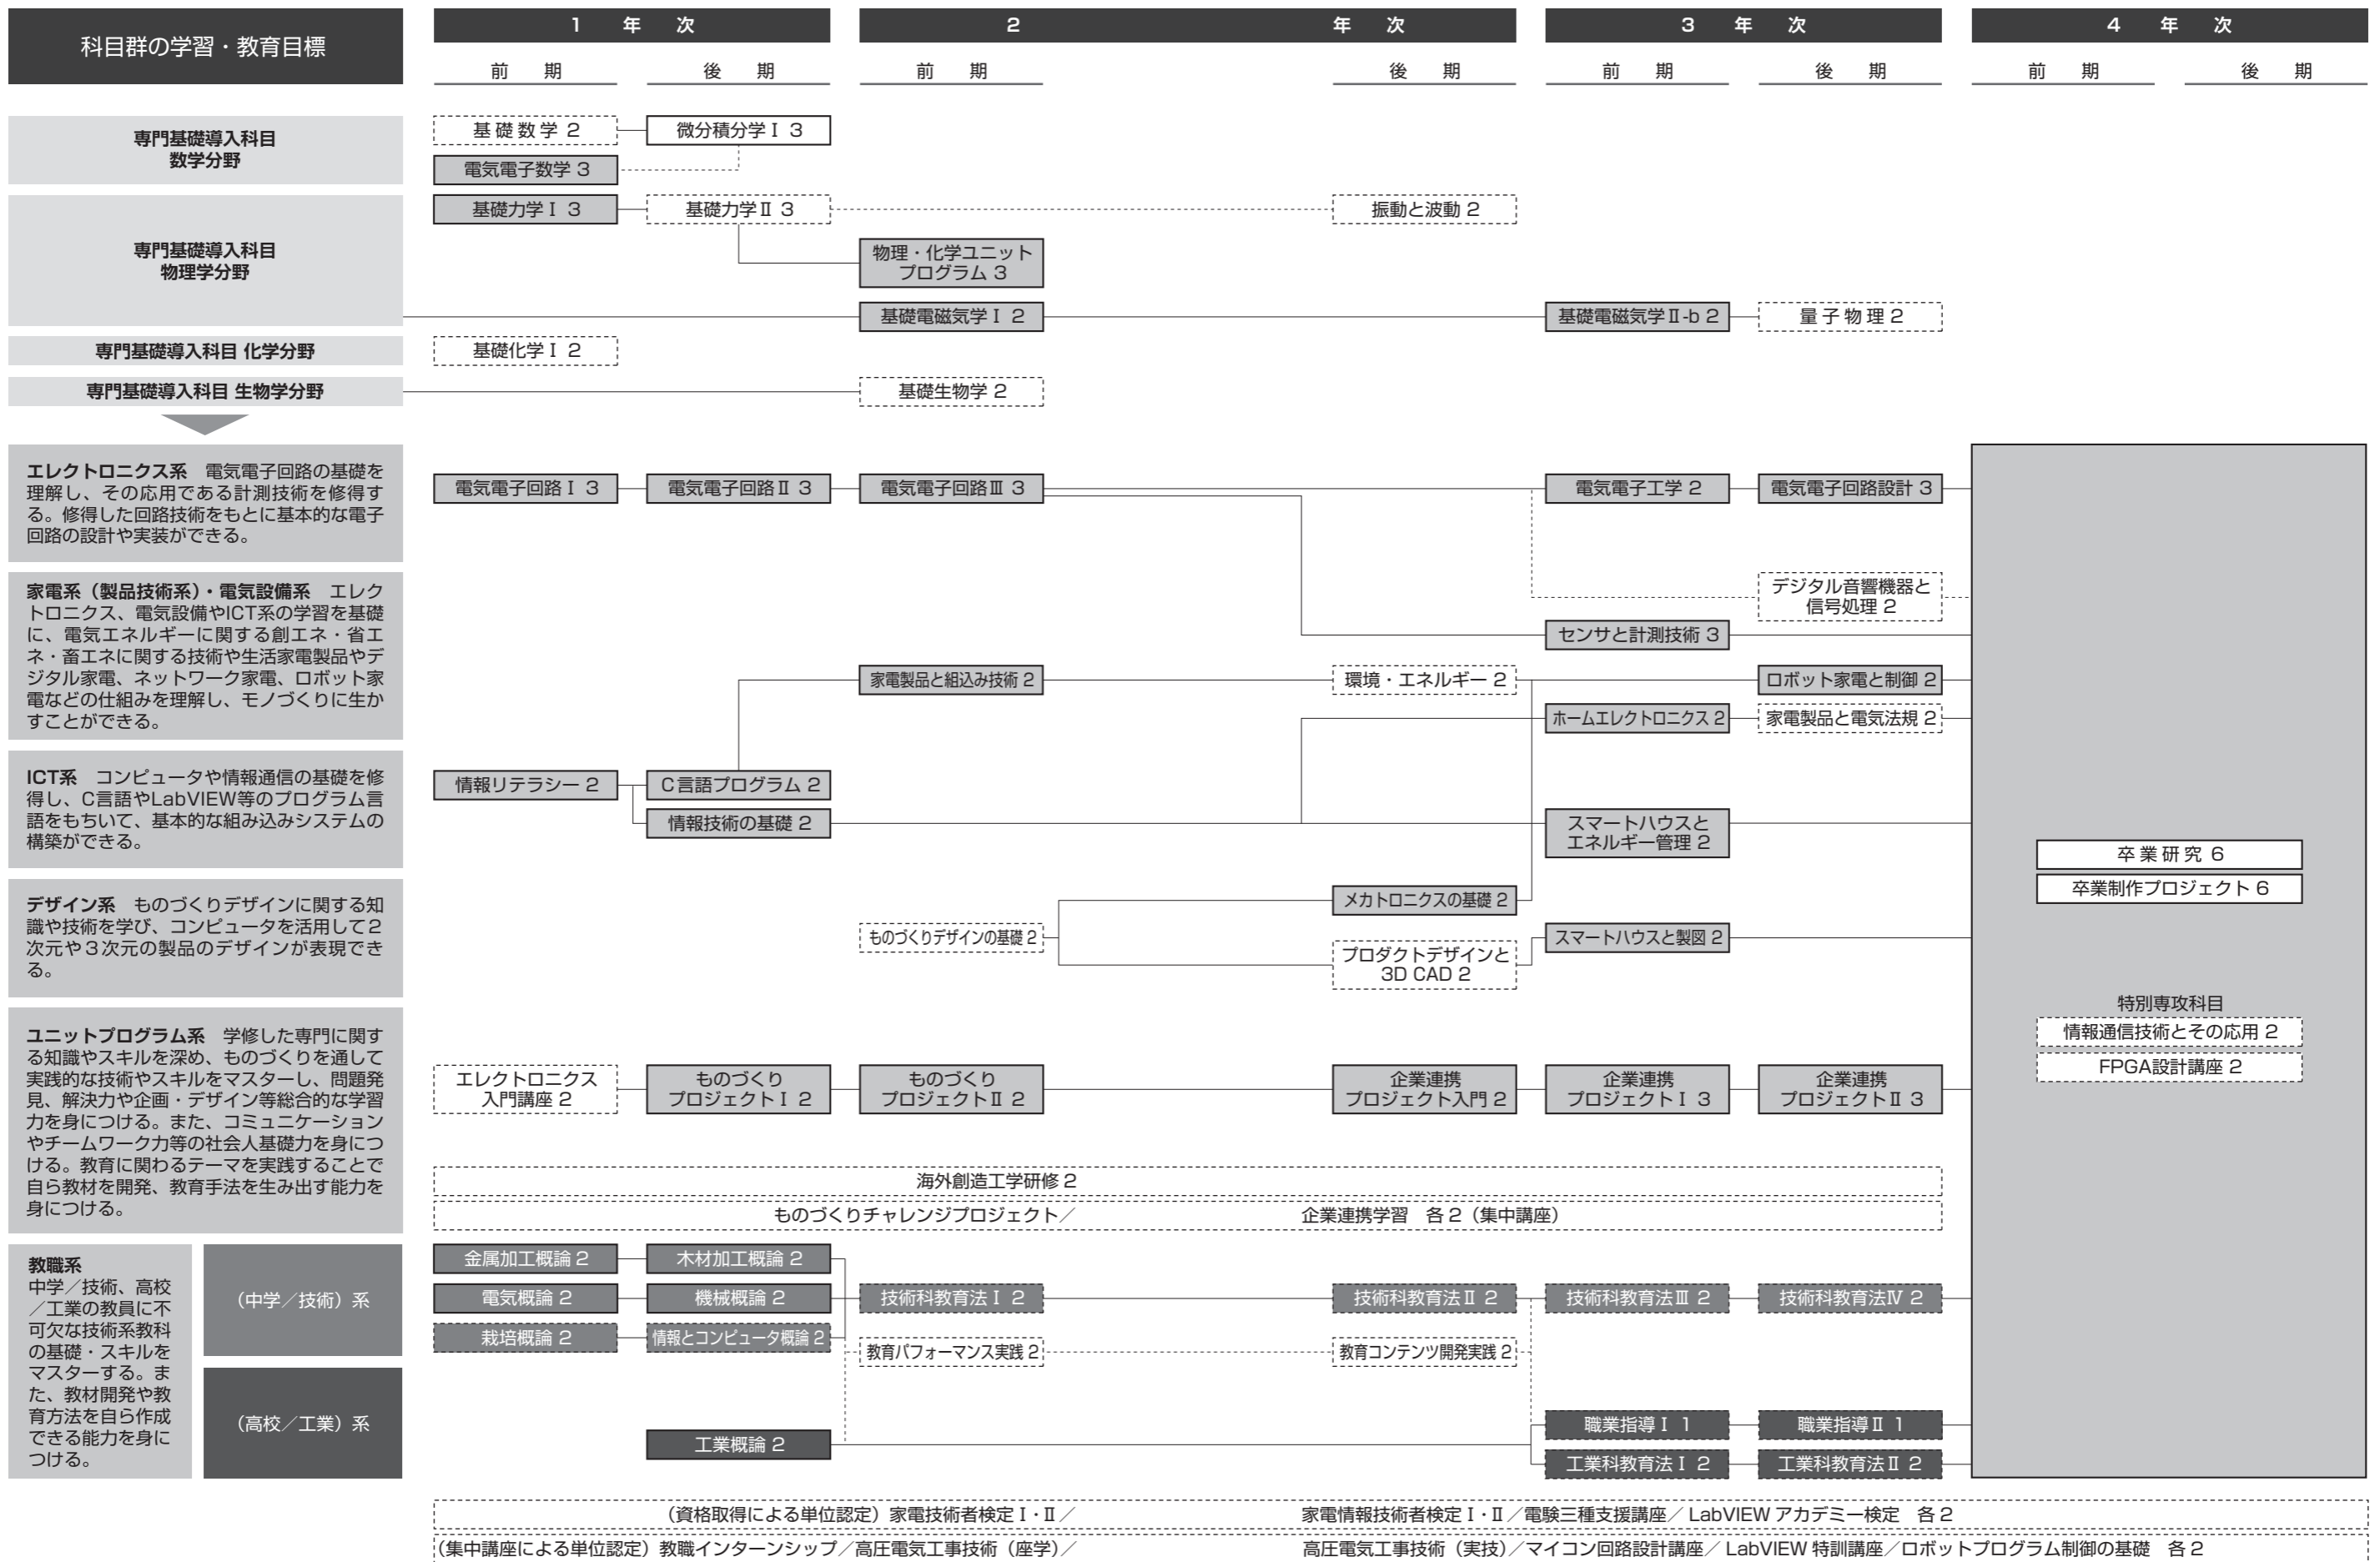 科目群の学習・教育目標
1 年 次
2 年 次
3 年 次
4 年 次
前 期
後 期
前 期
後 期
前 期
後 期
前 期
後 期
専門基礎導入科目
数学分野
基礎数学 2
微分積分学Ⅰ 3
電気電子数学 3
専門基礎導入科目
物理学分野
基礎力学Ⅰ 3
基礎力学Ⅱ 3
振動と波動 2
物理・化学ユニット
プログラム 3
基礎電磁気学Ⅰ 2
基礎電磁気学Ⅱ-b 2
量子物理 2
専門基礎導入科目 化学分野
基礎化学Ⅰ 2
専門基礎導入科目 生物学分野
基礎生物学 2
エレクトロニクス系 電気電子回路の基礎を
理解し、その応用である計測技術を修得す
る。修得した回路技術をもとに基本的な電子
回路の設計や実装ができる。
電気電子回路Ⅰ 3
電気電子回路Ⅱ 3
電気電子回路Ⅲ 3
電気電子工学 2
電気電子回路設計 3
家電系（製品技術系）・電気設備系 エレク
トロニクス、電気設備やICT系の学習を基礎
に、電気エネルギーに関する創エネ・省エ
ネ・畜エネに関する技術や生活家電製品やデ
ジタル家電、ネットワーク家電、ロボット家
電などの仕組みを理解し、モノづくりに生か
すことができる。
デジタル音響機器と
信号処理 2
センサと計測技術 3
家電製品と組込み技術 2
環境・エネルギー 2
ロボット家電と制御 2
ホームエレクトロニクス 2
家電製品と電気法規 2
ICT系 コンピュータや情報通信の基礎を修
得し、C言語やLabVIEW等のプログラム言
語をもちいて、基本的な組み込みシステムの
構築ができる。
情報リテラシー 2
C言語プログラム 2
情報技術の基礎 2
スマートハウスと
エネルギー管理 2
デザイン系 ものづくりデザインに関する知
識や技術を学び、コンピュータを活用して2
次元や3次元の製品のデザインが表現でき
る。
メカトロニクスの基礎 2
ものづくりデザインの基礎 2
プロダクトデザインと
3D CAD 2
スマートハウスと製図 2
卒業研究 6
卒業制作プロジェクト 6
特別専攻科目
情報通信技術とその応用 2
FPGA設計講座 2
ユニットプログラム系 学修した専門に関す
る知識やスキルを深め、ものづくりを通して
実践的な技術やスキルをマスターし、問題発
見、解決力や企画・デザイン等総合的な学習
力を身につける。また、コミュニケーション
やチームワーク力等の社会人基礎力を身につ
ける。教育に関わるテーマを実践することで
自ら教材を開発、教育手法を生み出す能力を
身につける。
エレクトロニクス
入門講座 2
ものづくり
プロジェクトⅠ 2
ものづくり
プロジェクトⅡ 2
企業連携
プロジェクト入門 2
企業連携
プロジェクトⅠ 3
企業連携
プロジェクトⅡ 3
海外創造工学研修 2
ものづくりチャレンジプロジェクト／ 企業連携学習 各2（集中講座）
教職系
中学／技術、高校
／工業の教員に不
可欠な技術系教科
の基礎・スキルを
マスターする。ま
た、教材開発や教
育方法を自ら作成
できる能力を身に
つける。
（中学／技術）系
（高校／工業）系
金属加工概論 2
木材加工概論 2
電気概論 2
機械概論 2
技術科教育法Ⅰ 2
技術科教育法Ⅱ 2
技術科教育法Ⅲ 2
技術科教育法Ⅳ 2
栽培概論 2
情報とコンピュータ概論 2
教育パフォーマンス実践 2
教育コンテンツ開発実践 2
工業概論 2
職業指導Ⅰ 1
職業指導Ⅱ 1
工業科教育法Ⅰ 2
工業科教育法Ⅱ 2
（資格取得による単位認定）家電技術者検定Ⅰ・Ⅱ／ 家電情報技術者検定Ⅰ・Ⅱ／電験三種支援講座／LabVIEW アカデミー検定 各2
（集中講座による単位認定）教職インターンシップ／高圧電気工事技術（座学）／ 高圧電気工事技術（実技）／マイコン回路設計講座／LabVIEW 特訓講座／ロボットプログラム制御の基礎 各2